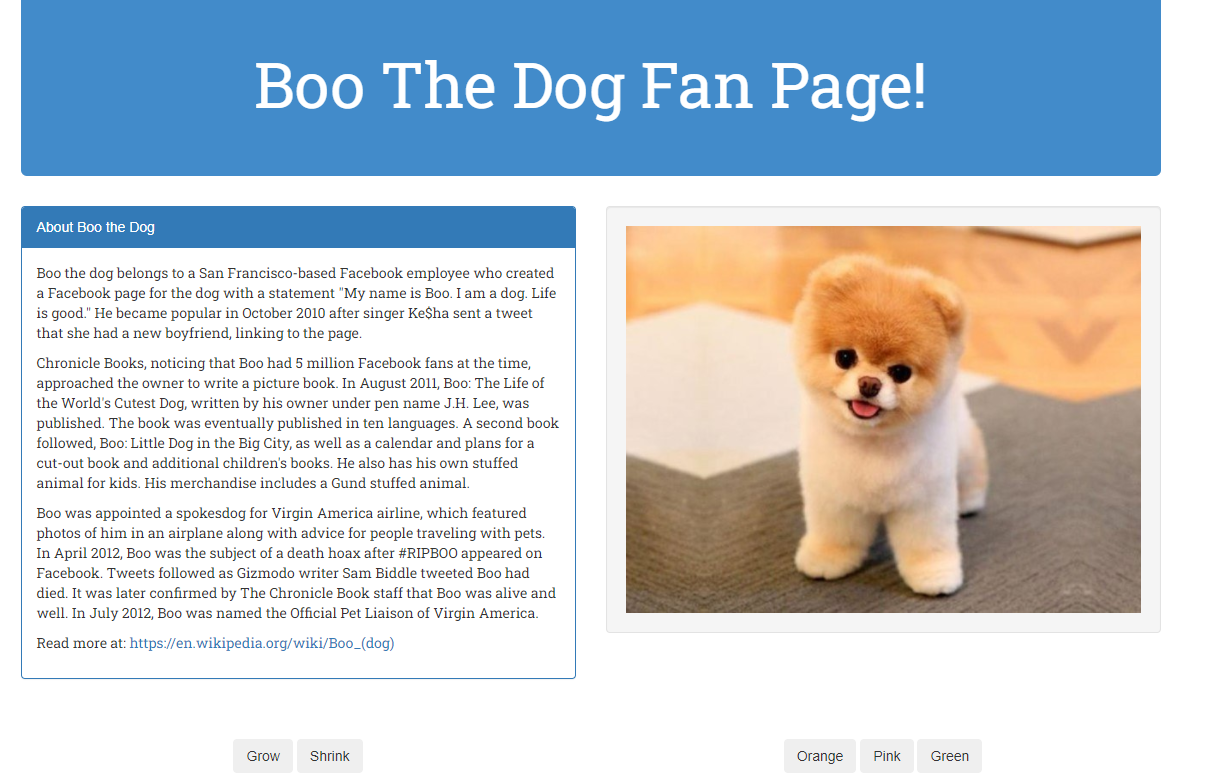 Boo The Dog Fan Page!
About Boo the Dog
Boo the dog belongs to a San Francisco-based Facebook employee who created
a Facebook page for the dog with a statement "My name is Boo. I am a dog. Life
is good." He became popular in October 2010 after singer Ke$ha sent a tweet
that she had a new boyfriend, linking to the page.
Chronicle Books, noticing that Boo had 5 million Facebook fans at the time,
approached the owner to write a picture book. In August 2011, Boo: The Life of
the World's Cutest Dog, written by his owner under pen name J.H. Lee, was
published. The book was eventually published in ten languages. A second book
followed, Boo: Little Dog in the Big City, as well as a calendar and plans for a
cut-out book and additional children's books. He also has his own stuffed
animal for kids. His merchandise includes a Gund stuffed animal.
Boo was appointed a spokesdog for Virgin America airline, which featured
photos of him in an airplane along with advice for people traveling with pets.
In April 2012, Boo was the subject of a death hoax after #RIPBOO appeared on
Facebook. Tweets followed as Gizmodo writer Sam Biddle tweeted Boo had
died. It was later confirmed by The Chronicle Book staff that Boo was alive and
well. In July 2012, Boo was named the Official Pet Liaison of Virgin America.
Read more at: https://en.wikipedia.org/wiki/Boo_(dog)
Grow Shrink
Orange Pink Green